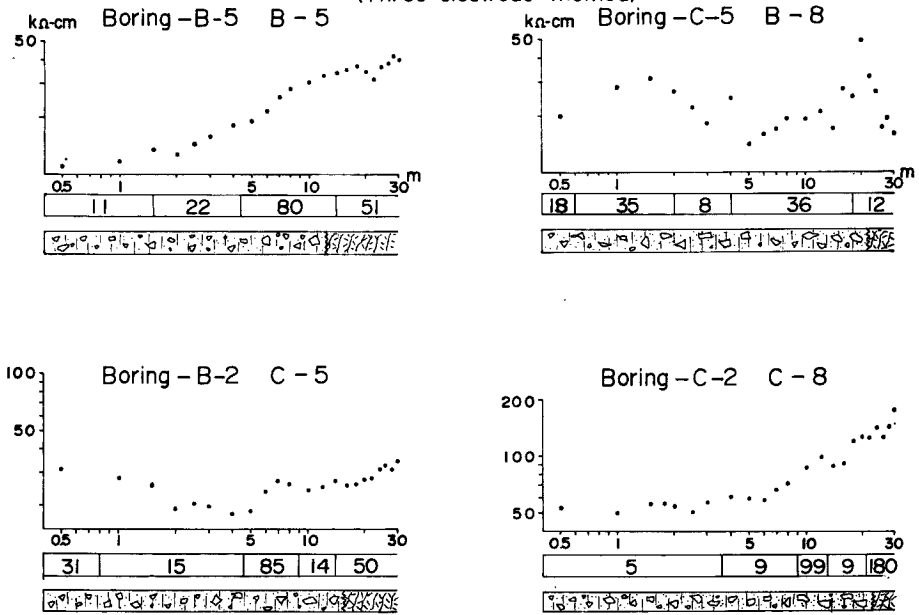 (Three electrode method)
kΩ-cm Boring-B-5 B-5
50
0.5 1 5 10 30 m
11 22 80 51
kΩ-cm Boring-C-5 B-8
50
0.5 1 5 10 30 m
18 35 8 36 12
Boring-B-2 C-5
100
50
0.5 1 5 10 30
31 15 85 14 50
Boring-C-2 C-8
200
100
50
0.5 1 5 10 30
5 9 99 9 180